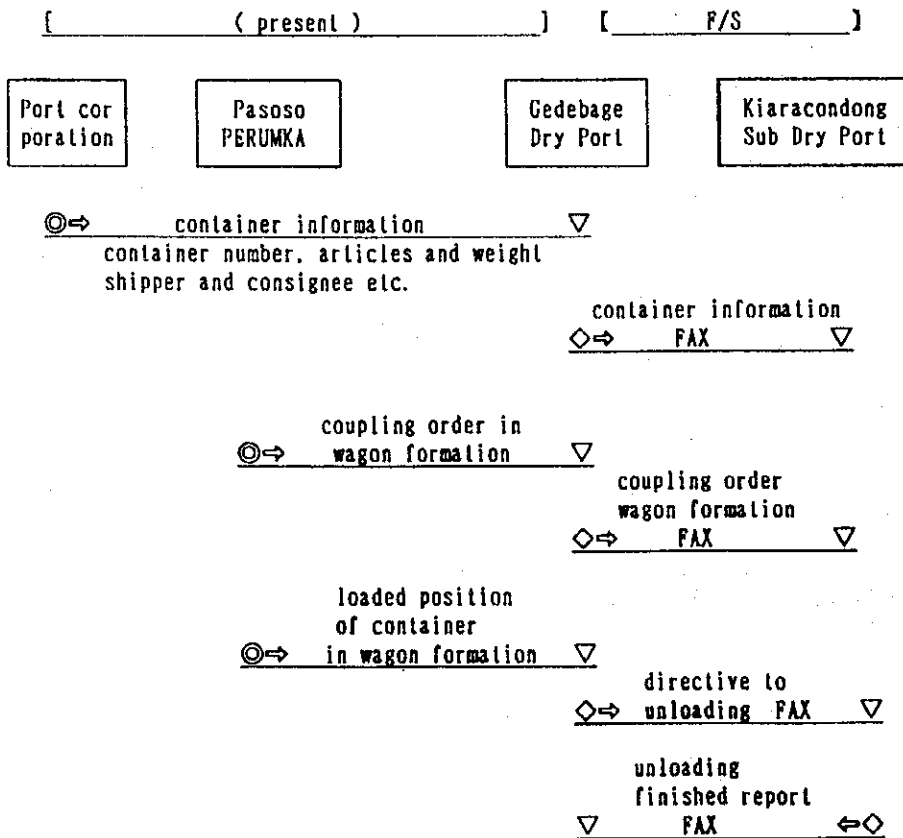 [ ( present ) ] [ F/S ]
Port cor
poration
Pasoso
PERUMKA
Gedebage
Dry Port
Kiaracondong
Sub Dry Port
◎⇨ container information ▽
container number, articles and weight
shipper and consignee etc.
container information
◇⇨ FAX ▽
coupling order in
◎⇨ wagon formation ▽
coupling order
wagon formation
◇⇨ FAX ▽
loaded position
of container
◎⇨ in wagon formation ▽
directive to
◇⇨ unloading FAX ▽
unloading
finished report
▽ FAX ⇦◇